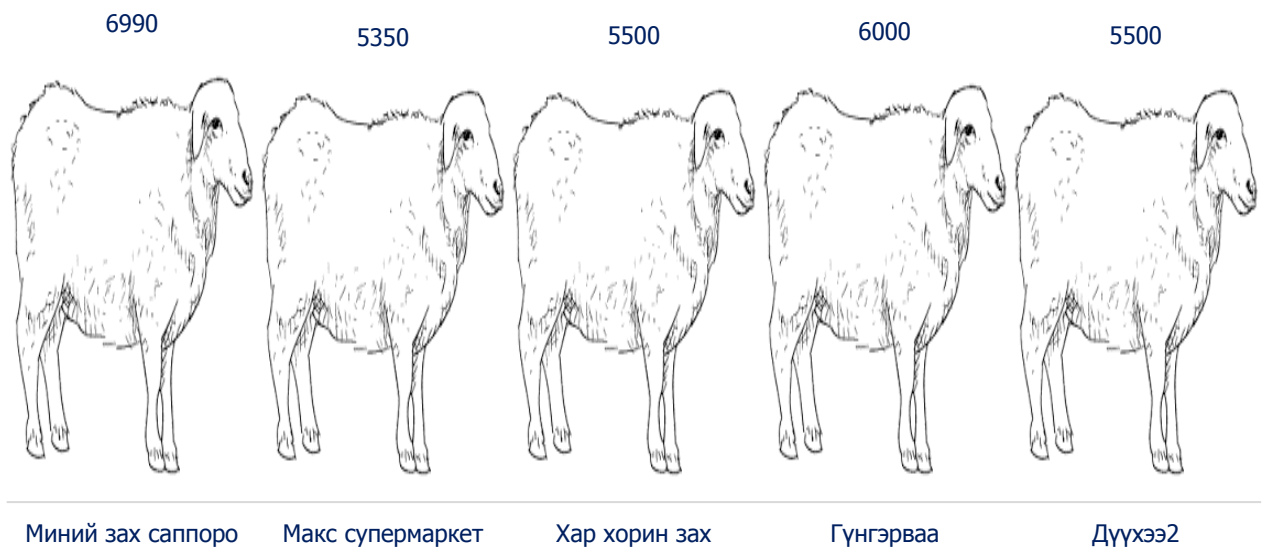 6990
5350
5500
6000
5500
Миний зах саппоро
Макс супермаркет
Хар хорин зах
Гүнгэрваа
Дүүхээ2